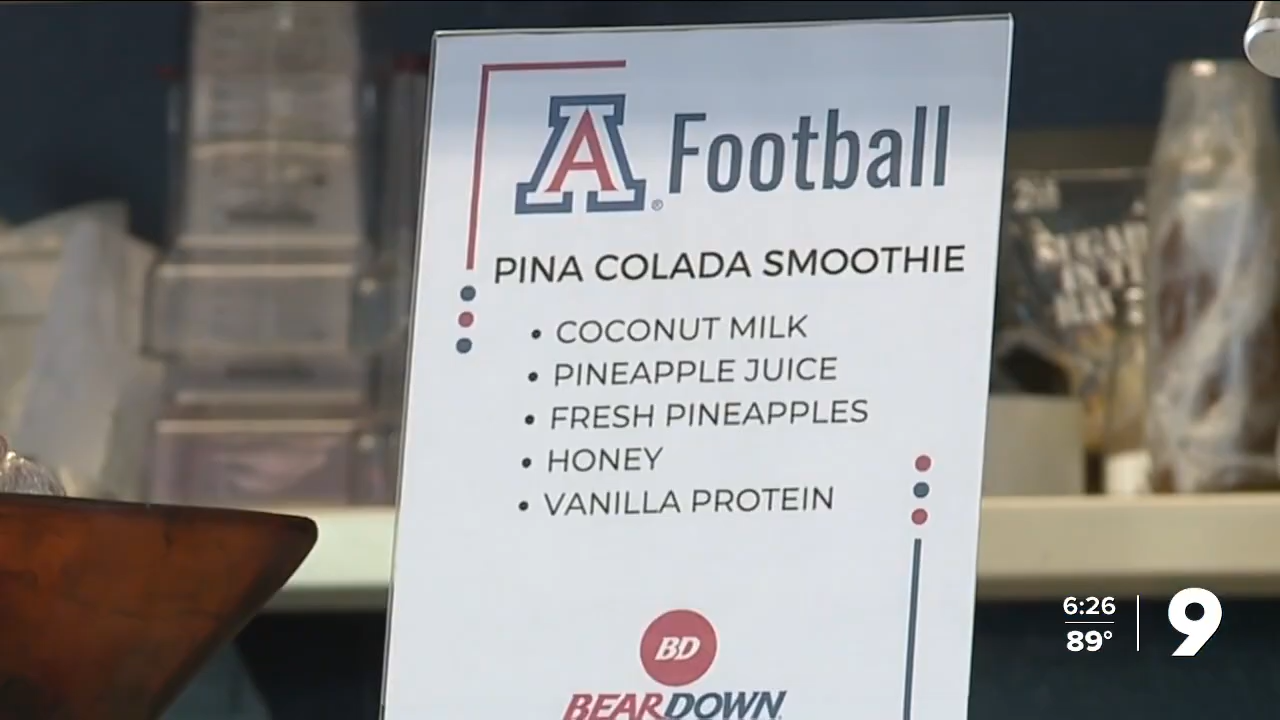 A® Football
PINA COLADA SMOOTHIE
• COCONUT MILK
• PINEAPPLE JUICE
• FRESH PINEAPPLES
• HONEY
• VANILLA PROTEIN
BD
BEARDOWN
6:26
89°
9